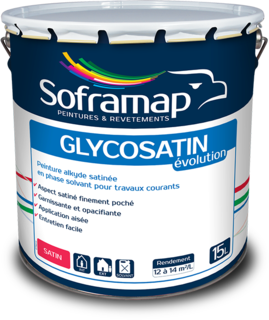 Soframap
PEINTURES & REVETEMENTS
GLYCOSATIN
évolution
Peinture alkyde satinée
en phase solvant pour travaux courants
✓ Aspect satiné finement poché
✓ Garnissante et opacifiante
✓ Application aisée
✓ Entretien facile
SATIN
Rendement
12 à 14 m²/L
15L